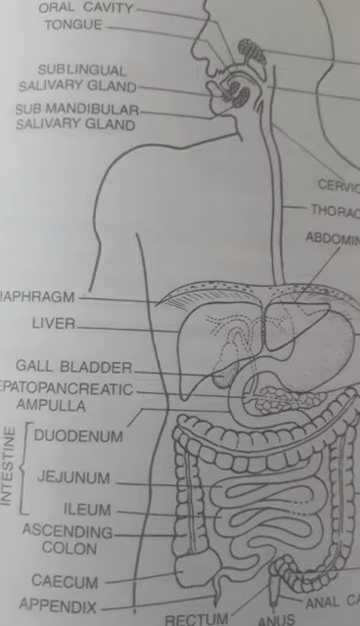 ORAL CAVITY
TONGUE
SUBLINGUAL
SALIVARY GLAND
SUB MANDIBULAR
SALIVARY GLAND
CERVIC
THORAC
ABDOMIN
IAPHRAGM
LIVER
GALL BLADDER
EPATOPANCREATIC
AMPULLA
INTESTINE
DUODENUM
JEJUNUM
ILEUM
ASCENDING
COLON
CAECUM
APPENDIX
RECTUM
ANUS
ANAL CA